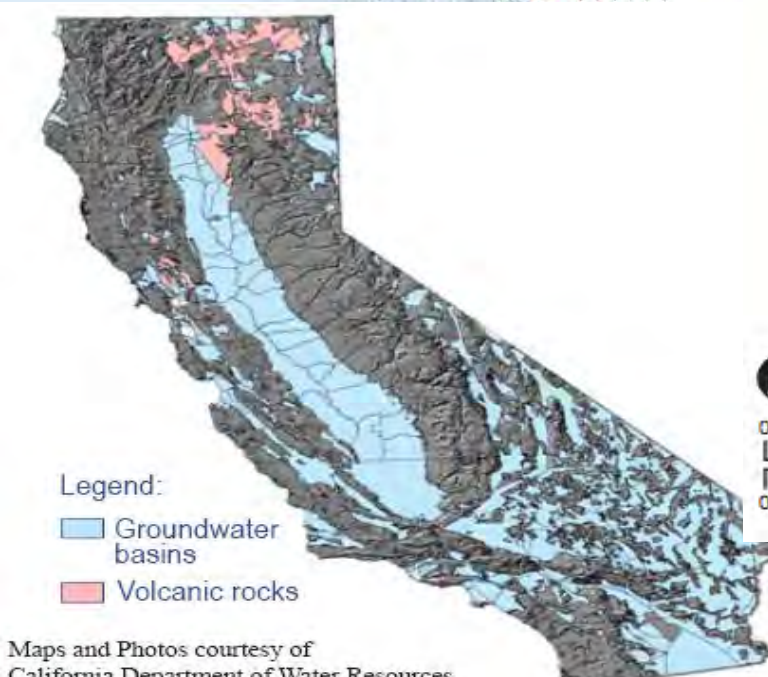 Legend:
Groundwater
basins
Volcanic rocks
Maps and Photos courtesy of
California Department of Water Resources